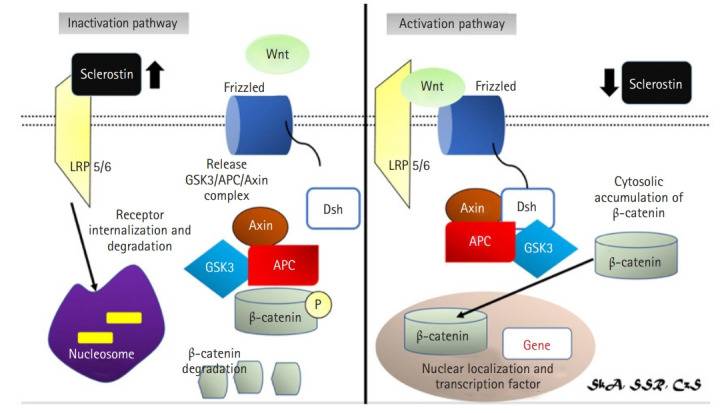 Inactivation pathway
Sclerostin
Wnt
Frizzled
LRP 5/6
Release
GSK3/APC/Axin
complex
Dsh
Receptor
internalization and
degradation
Axin
GSK3
APC
P
β-catenin
Nucleosome
β-catenin
degradation
Activation pathway
Wnt
Frizzled
Sclerostin
LRP 5/6
Cytosolic
accumulation of
β-catenin
Axin
Dsh
APC
GSK3
β-catenin
β-catenin
Gene
Nuclear localization and
transcription factor
ShA, SSR, CzS